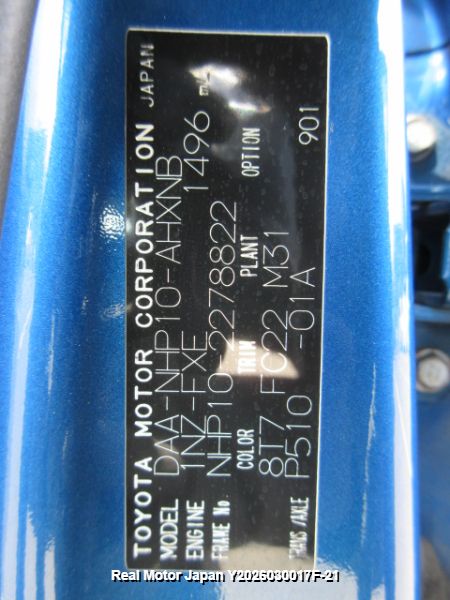 TOYOTA MOTOR CORPORATION JAPAN
MODEL DAA-NHP10-AHXNB
ENGINE 1NZ-FXE 1496 mL
FRAME No NHP10-2278822
COLOR TRIM PLANT OPTION
8T7 FC22 M31
TRANS/AXLE P510 -01A 901
Real Motor Japan Y2026030017F-21